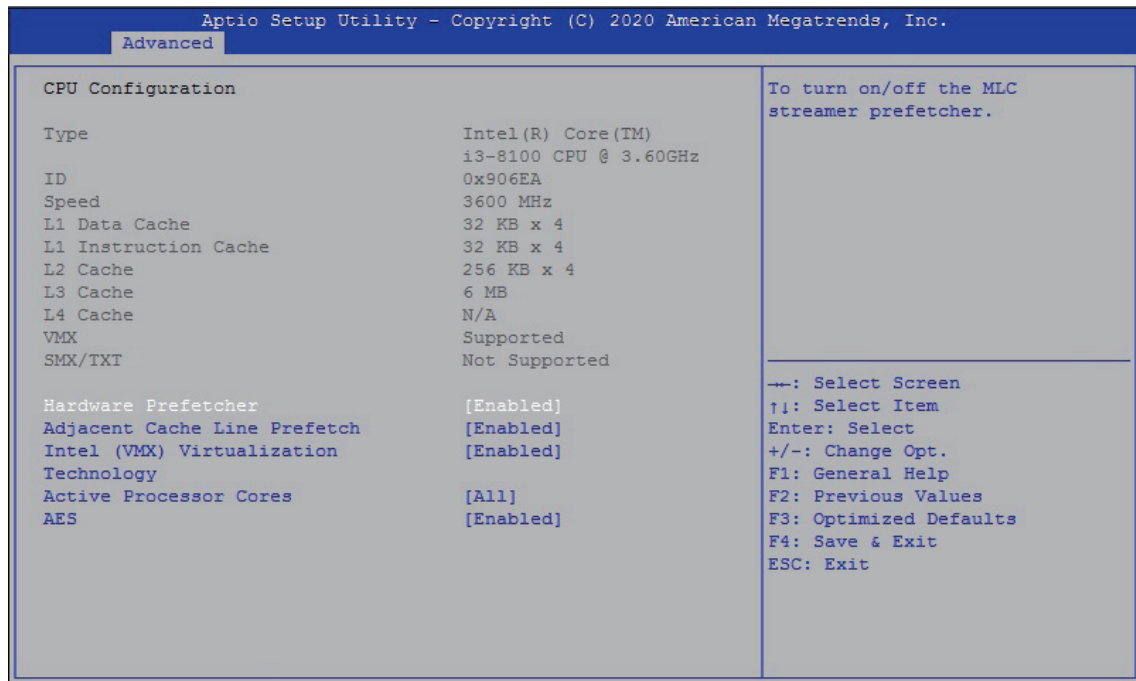 Aptio Setup Utility - Copyright (C) 2020 American Megatrends, Inc.
Advanced
CPU Configuration
Type Intel(R) Core(TM)
i3-8100 CPU @ 3.60GHz
ID 0x906EA
Speed 3600 MHz
L1 Data Cache 32 KB x 4
L1 Instruction Cache 32 KB x 4
L2 Cache 256 KB x 4
L3 Cache 6 MB
L4 Cache N/A
VMX Supported
SMX/TXT Not Supported
Hardware Prefetcher [Enabled]
Adjacent Cache Line Prefetch [Enabled]
Intel (VMX) Virtualization [Enabled]
Technology
Active Processor Cores [All]
AES [Enabled]
To turn on/off the MLC
streamer prefetcher.
→←: Select Screen
↑↓: Select Item
Enter: Select
+/-: Change Opt.
F1: General Help
F2: Previous Values
F3: Optimized Defaults
F4: Save & Exit
ESC: Exit